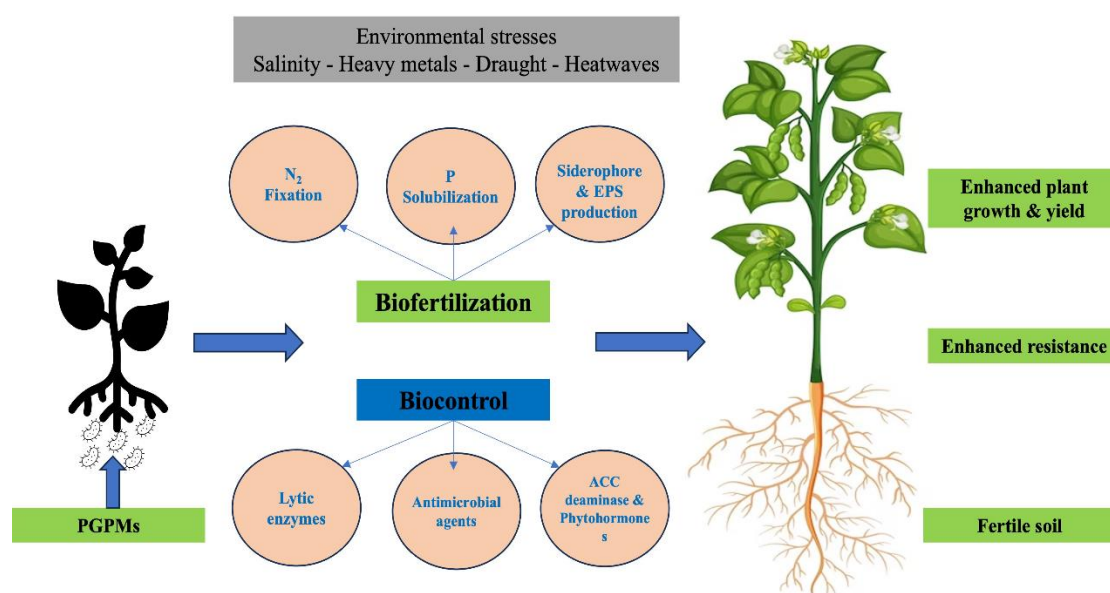 Environmental stresses
Salinity - Heavy metals - Draught - Heatwaves
N₂
Fixation
P
Solubilization
Siderophore
& EPS
production
Biofertilization
Biocontrol
Lytic
enzymes
Antimicrobial
agents
ACC
deaminase &
Phytohormone
s
PGPMs
Enhanced plant
growth & yield
Enhanced resistance
Fertile soil